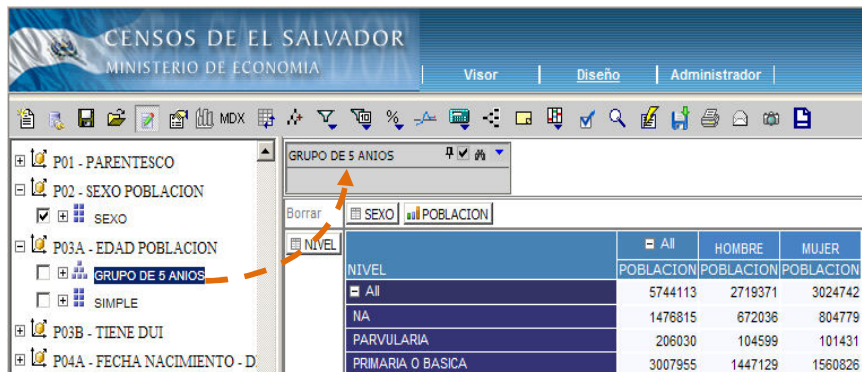 CENSOS DE EL SALVADOR
MINISTERIO DE ECONOMIA
Visor Diseño Administrador
MDX
P01 - PARENTESCO
P02 - SEXO POBLACION
SEXO
P03A - EDAD POBLACION
GRUPO DE 5 ANIOS
SIMPLE
P03B - TIENE DUI
P04A - FECHA NACIMIENTO - D
GRUPO DE 5 ANIOS
Borrar SEXO POBLACION
NIVEL
All HOMBRE MUJER
NIVEL POBLACION POBLACION POBLACION
All 5744113 2719371 3024742
NA 1476815 672036 804779
PARVULARIA 206030 104599 101431
PRIMARIA O BASICA 3007955 1447129 1560826